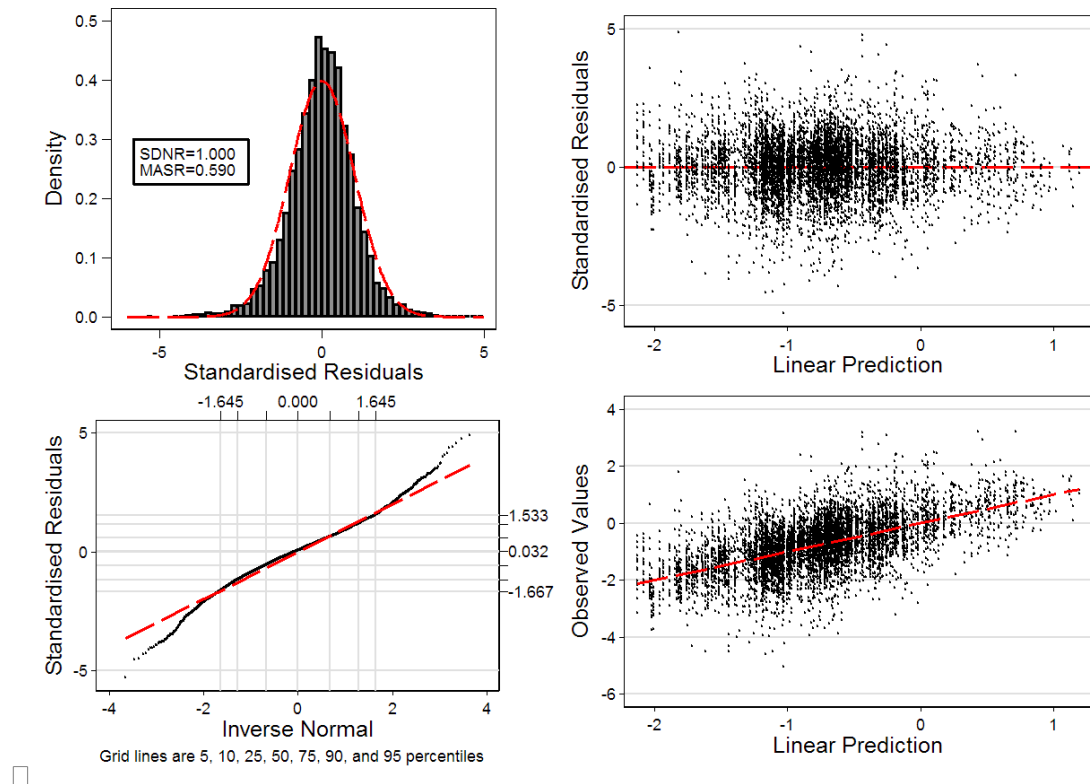 0.5
0.4
0.3
0.2
0.1
0.0
Density
SDNR=1.000
MASR=0.590
-5 0 5
Standardised Residuals
5
0
-5
Standardised Residuals
-2 -1 0 1
Linear Prediction
-1.645 0.000 1.645
5
0
-5
Standardised Residuals
1.533
0.032
-1.667
-4 -2 0 2 4
Inverse Normal
Grid lines are 5, 10, 25, 50, 75, 90, and 95 percentiles
4
2
0
-2
-4
-6
Observed Values
-2 -1 0 1
Linear Prediction